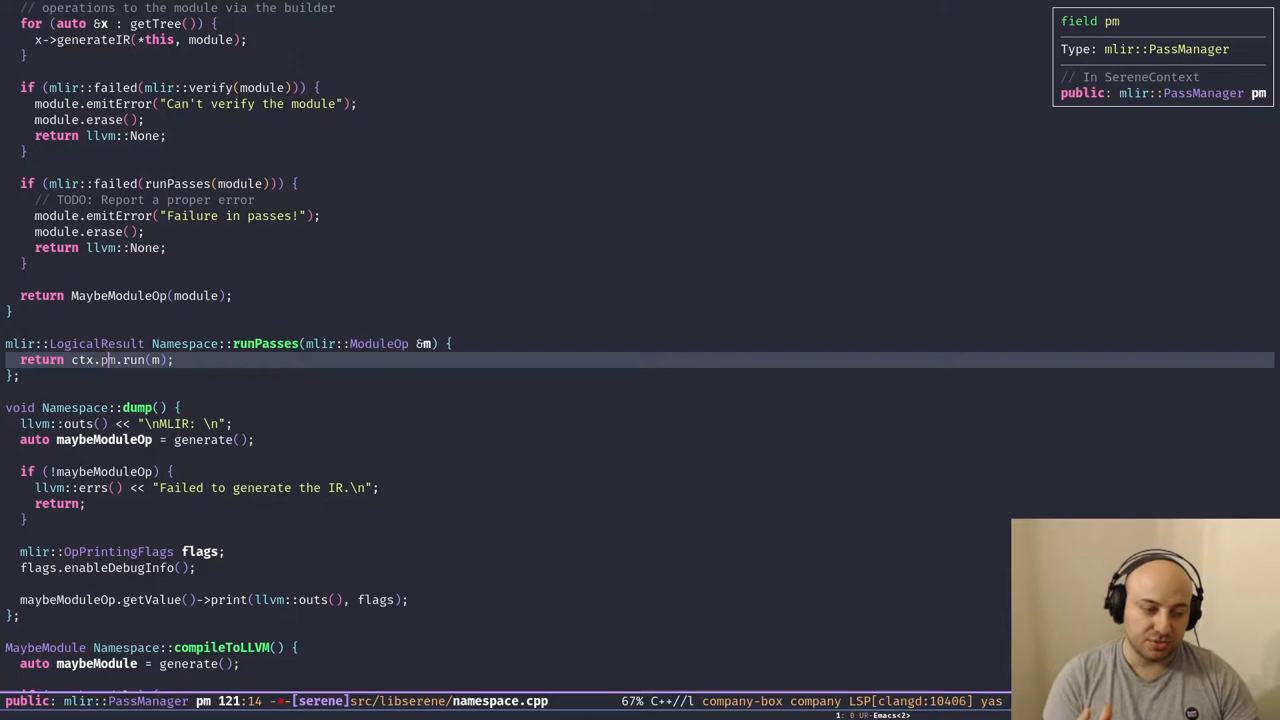 // operations to the module via the builder
for (auto &x : getTree()) {
x->generateIR(*this, module);
}
if (mlir::failed(mlir::verify(module))) {
module.emitError("Can't verify the module");
module.erase();
return llvm::None;
}
if (mlir::failed(runPasses(module))) {
// TODO: Report a proper error
module.emitError("Failure in passes!");
module.erase();
return llvm::None;
}
return MaybeModuleOp(module);
}
mlir::LogicalResult Namespace::runPasses(mlir::ModuleOp &m) {
return ctx.pm.run(m);
};
void Namespace::dump() {
llvm::outs() << "\nMLIR: \n";
auto maybeModuleOp = generate();
if (!maybeModuleOp) {
llvm::errs() << "Failed to generate the IR.\n";
return;
}
mlir::OpPrintingFlags flags;
flags.enableDebugInfo();
maybeModuleOp.getValue()->print(llvm::outs(), flags);
};
MaybeModule Namespace::compileToLLVM() {
auto maybeModule = generate();
field pm
Type: mlir::PassManager
// In SereneContext
public: mlir::PassManager pm
public: mlir::PassManager pm 121:14 -*-[serene]src/libserene/namespace.cpp 67% C++//l company-box company LSP[clangd:10406] yas
1: 0 UR-Emacs<2>